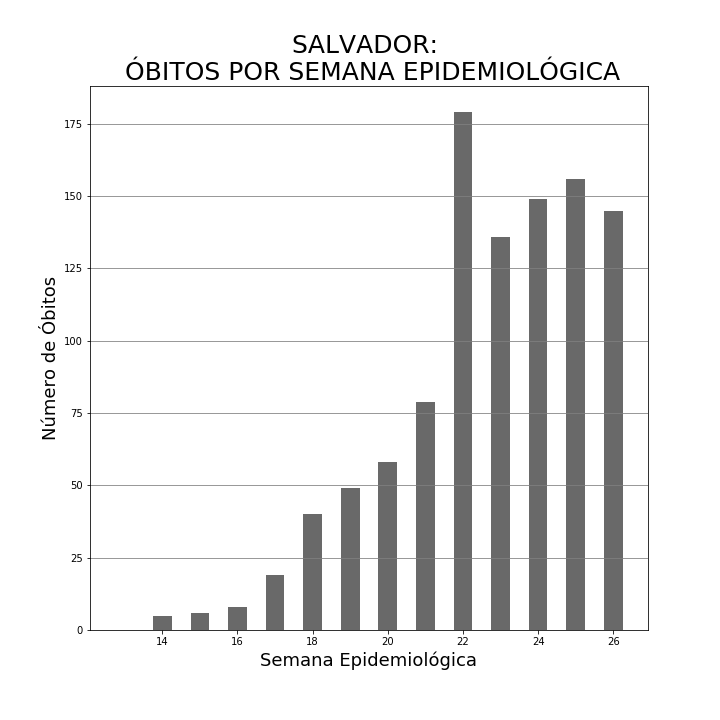 SALVADOR:
ÓBITOS POR SEMANA EPIDEMIOLÓGICA
Número de Óbitos
175
150
125
100
75
50
25
0
14 16 18 20 22 24 26
Semana Epidemiológica